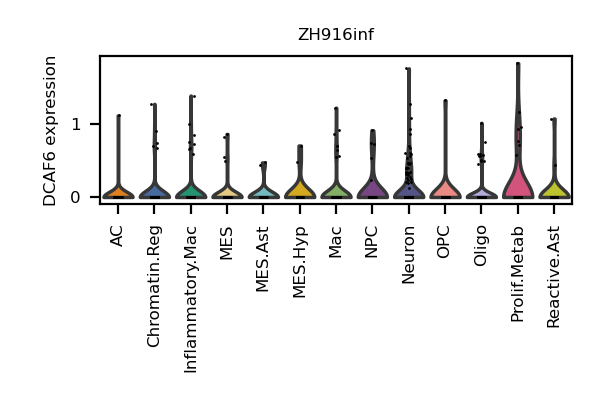 ZH916inf
DCAF6 expression
1
0
AC
Chromatin.Reg
Inflammatory.Mac
MES
MES.Ast
MES.Hyp
Mac
NPC
Neuron
OPC
Oligo
Prolif.Metab
Reactive.Ast